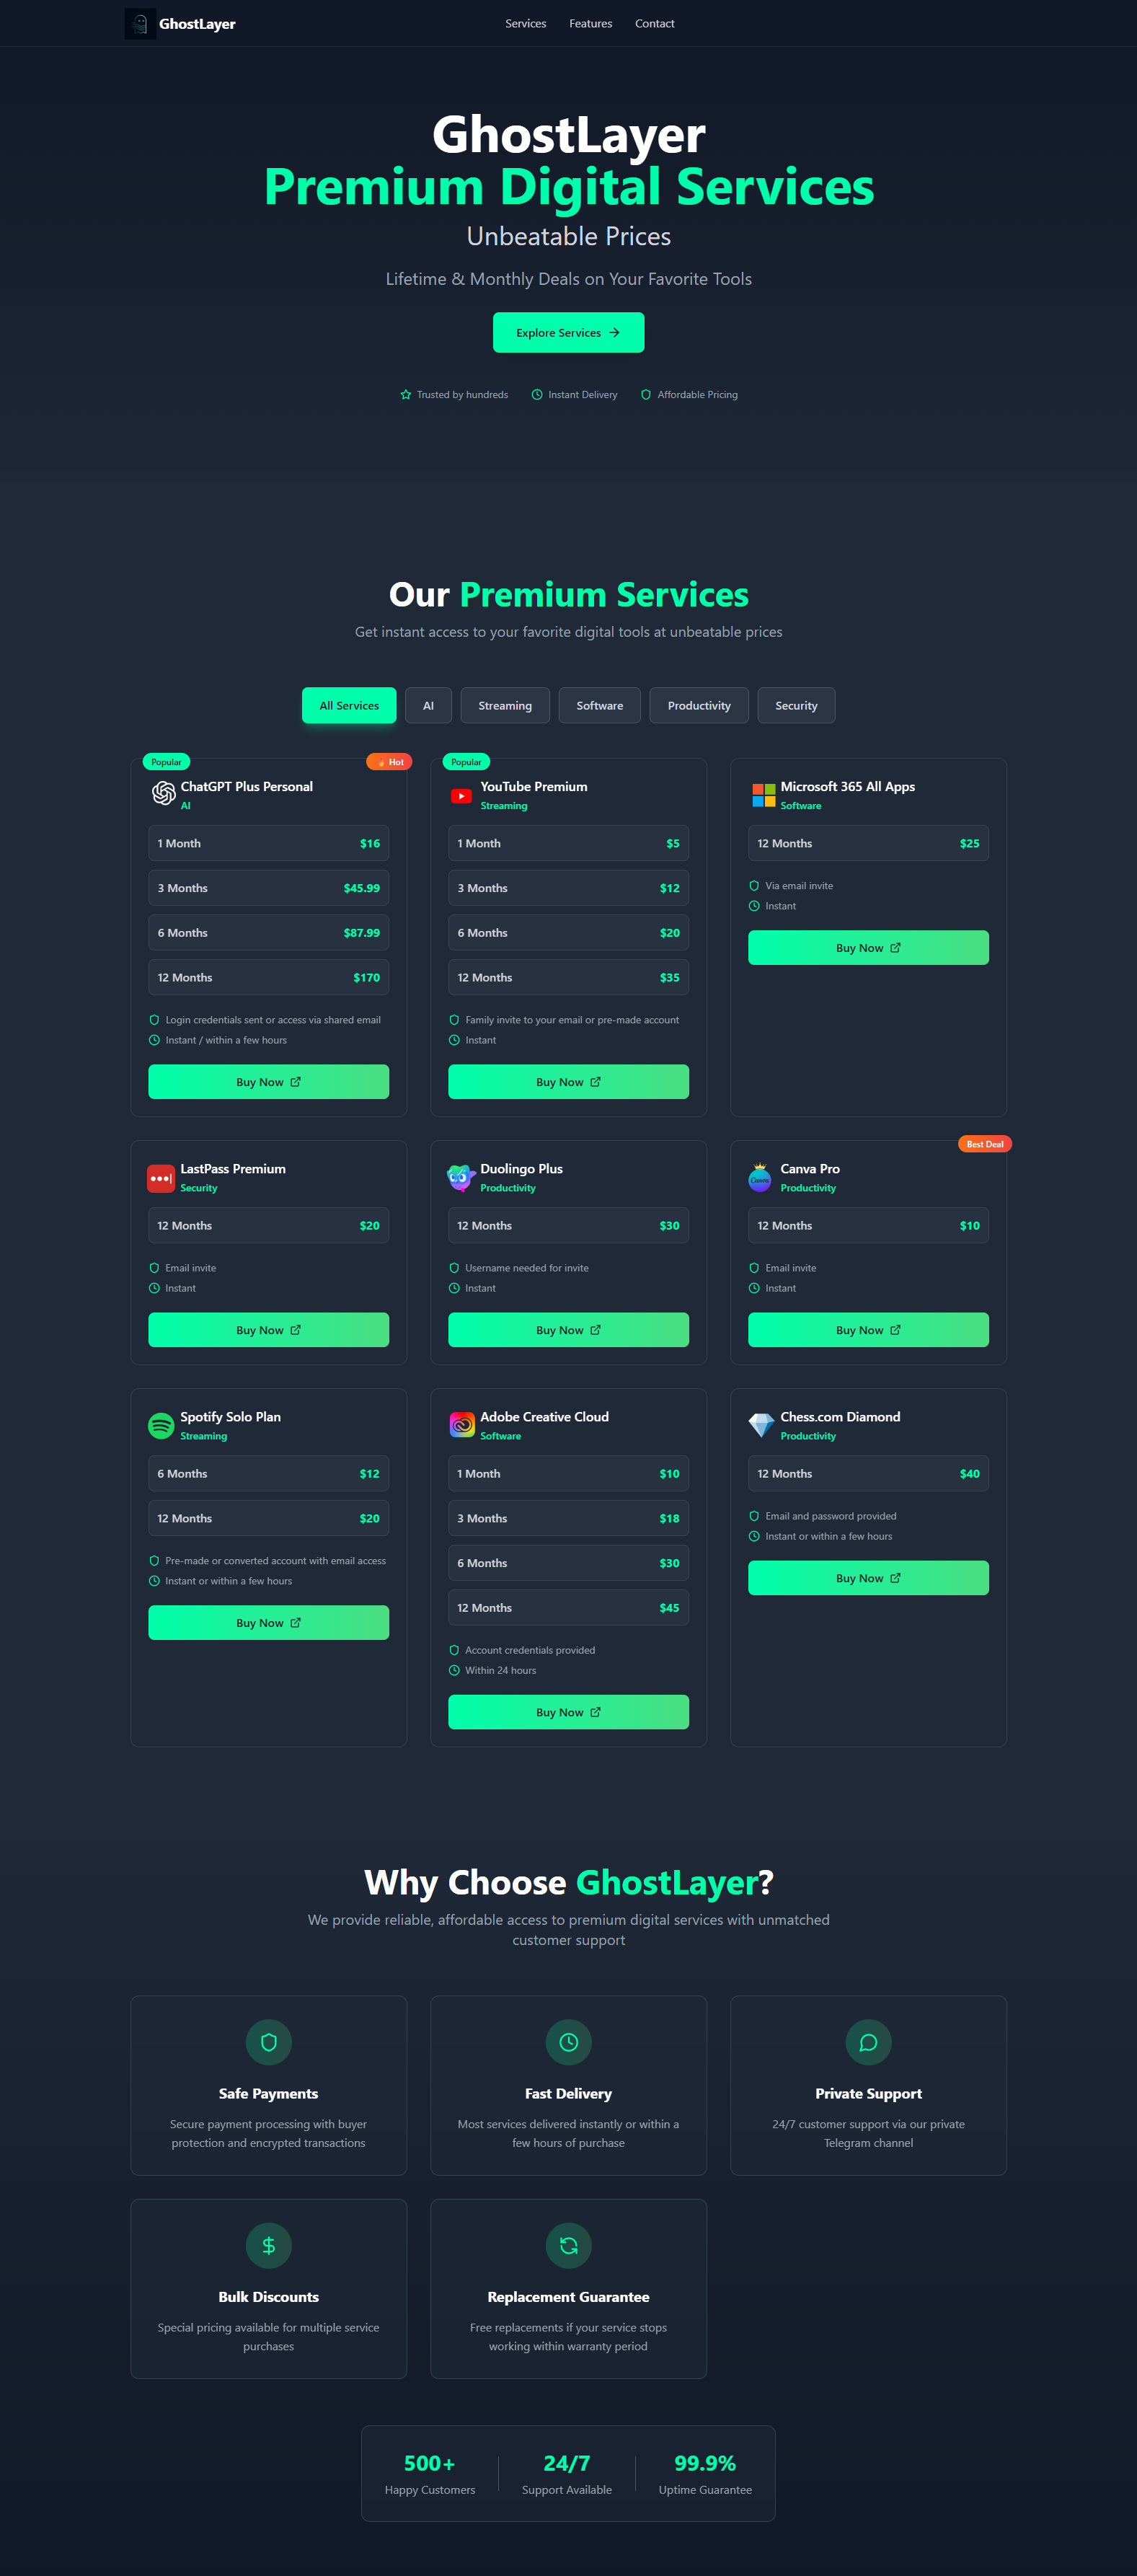 GhostLayer
Services
Features
Contact
GhostLayer
Premium Digital Services
Unbeatable Prices
Lifetime & Monthly Deals on Your Favorite Tools
Explore Services
Trusted by hundreds
Instant Delivery
Affordable Pricing
Our Premium Services
Get instant access to your favorite digital tools at unbeatable prices
All Services
AI
Streaming
Software
Productivity
Security
Popular
🔥 Hot
ChatGPT Plus Personal
AI
1 Month $16
3 Months $45.99
6 Months $87.99
12 Months $170
Login credentials sent or access via shared email
Instant / within a few hours
Buy Now
Popular
YouTube Premium
Streaming
1 Month $5
3 Months $12
6 Months $20
12 Months $35
Family invite to your email or pre-made account
Instant
Buy Now
Microsoft 365 All Apps
Software
12 Months $25
Via email invite
Instant
Buy Now
LastPass Premium
Security
12 Months $20
Email invite
Instant
Buy Now
Duolingo Plus
Productivity
12 Months $30
Username needed for invite
Instant
Buy Now
Best Deal
Canva
Canva Pro
Productivity
12 Months $10
Email invite
Instant
Buy Now
Spotify Solo Plan
Streaming
6 Months $12
12 Months $20
Pre-made or converted account with email access
Instant or within a few hours
Buy Now
Adobe Creative Cloud
Software
1 Month $10
3 Months $18
6 Months $30
12 Months $45
Account credentials provided
Within 24 hours
Buy Now
Chess.com Diamond
Productivity
12 Months $40
Email and password provided
Instant or within a few hours
Buy Now
Why Choose GhostLayer?
We provide reliable, affordable access to premium digital services with unmatched
customer support
Safe Payments
Secure payment processing with buyer
protection and encrypted transactions
Fast Delivery
Most services delivered instantly or within a
few hours of purchase
Private Support
24/7 customer support via our private
Telegram channel
Bulk Discounts
Special pricing available for multiple service
purchases
Replacement Guarantee
Free replacements if your service stops
working within warranty period
500+
Happy Customers
24/7
Support Available
99.9%
Uptime Guarantee